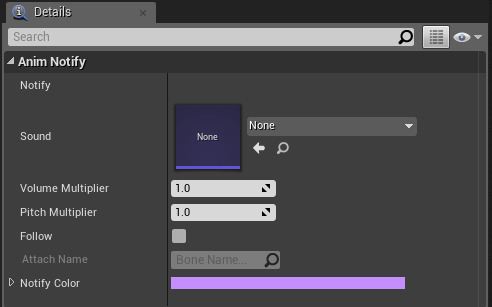 Details
Search
Anim Notify
Notify
Sound
None
None
Volume Multiplier 1.0
Pitch Multiplier 1.0
Follow
Attach Name Bone Name...
Notify Color